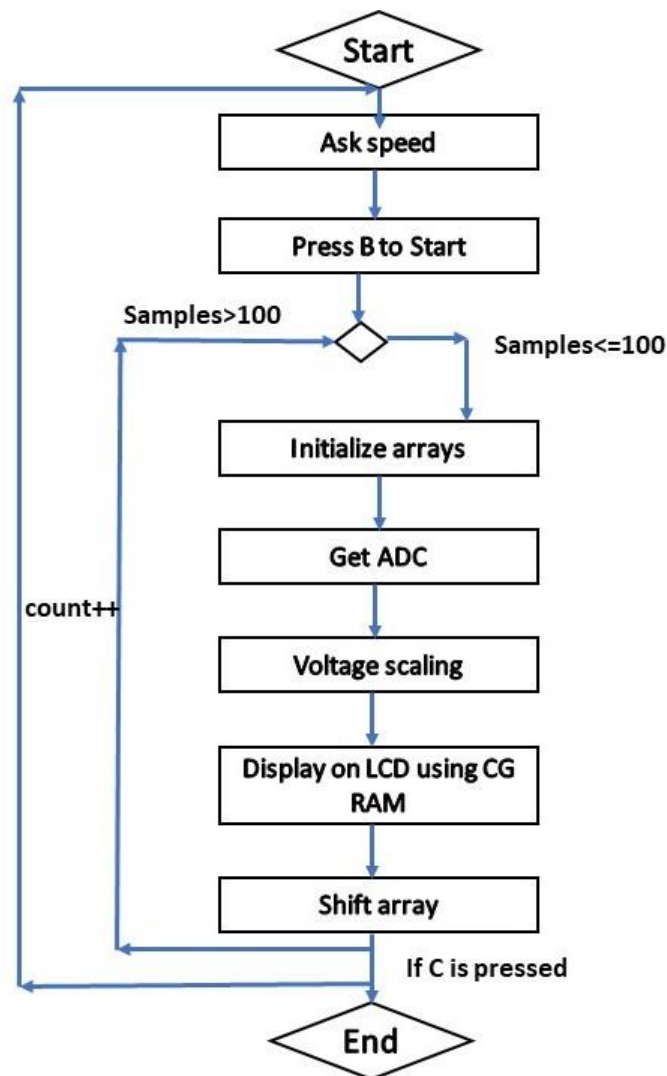 Start
Ask speed
Press B to Start
Samples>100
Samples<=100
Initialize arrays
Get ADC
count++
Voltage scaling
Display on LCD using CG
RAM
Shift array
If C is pressed
End